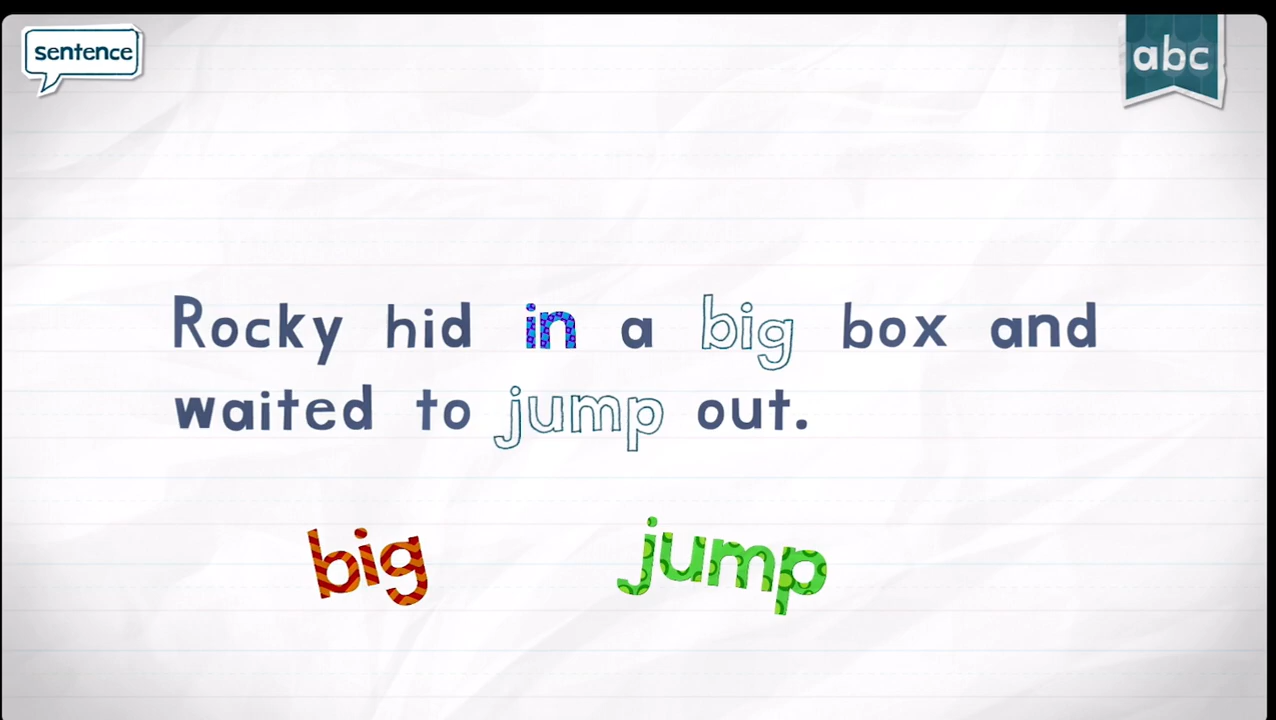 sentence
abc
Rocky hid in a big box and
waited to jump out.
big jump